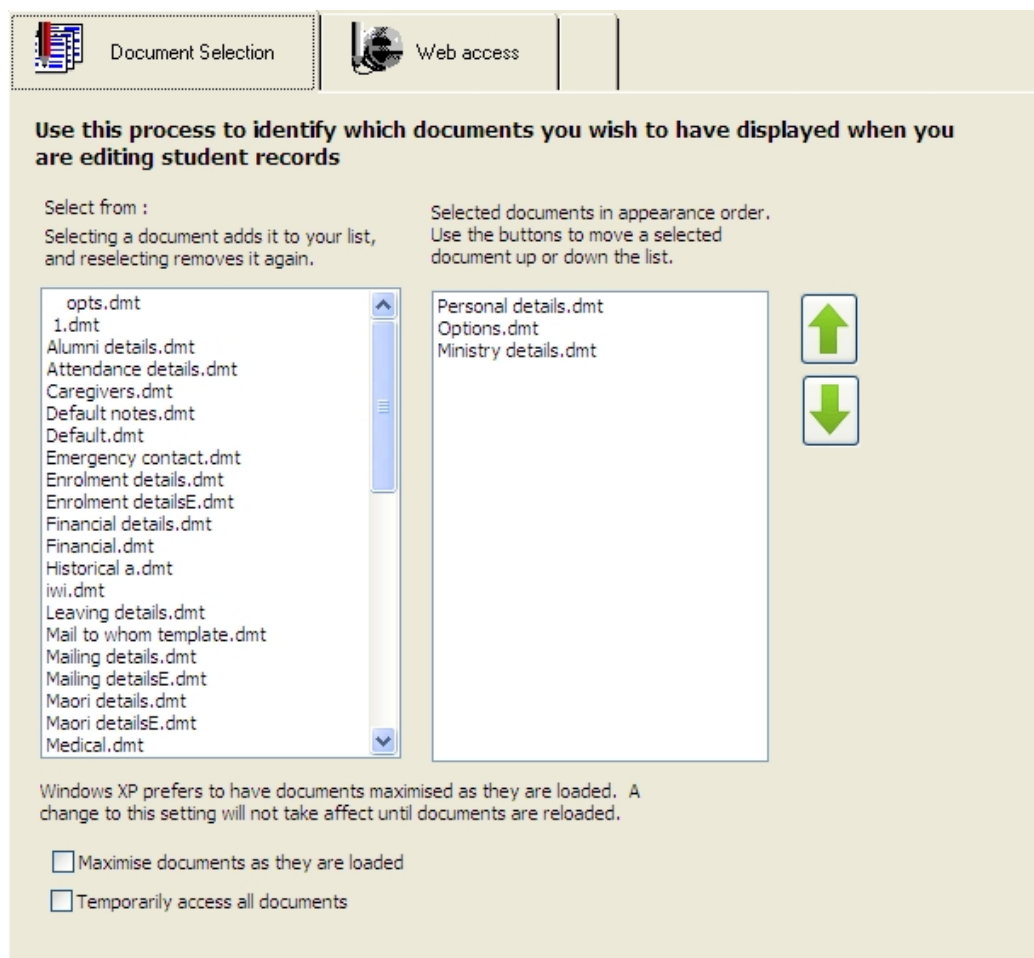 Document Selection
Web access
Use this process to identify which documents you wish to have displayed when you
are editing student records
Select from :
Selecting a document adds it to your list,
and reselecting removes it again.
opts.dmt
1.dmt
Alumni details.dmt
Attendance details.dmt
Caregivers.dmt
Default notes.dmt
Default.dmt
Emergency contact.dmt
Enrolment details.dmt
Enrolment detailsE.dmt
Financial details.dmt
Financial.dmt
Historical a.dmt
iwi.dmt
Leaving details.dmt
Mail to whom template.dmt
Mailing details.dmt
Mailing detailsE.dmt
Maori details.dmt
Maori detailsE.dmt
Medical.dmt
Selected documents in appearance order.
Use the buttons to move a selected
document up or down the list.
Personal details.dmt
Options.dmt
Ministry details.dmt
Windows XP prefers to have documents maximised as they are loaded. A
change to this setting will not take affect until documents are reloaded.
Maximise documents as they are loaded
Temporarily access all documents